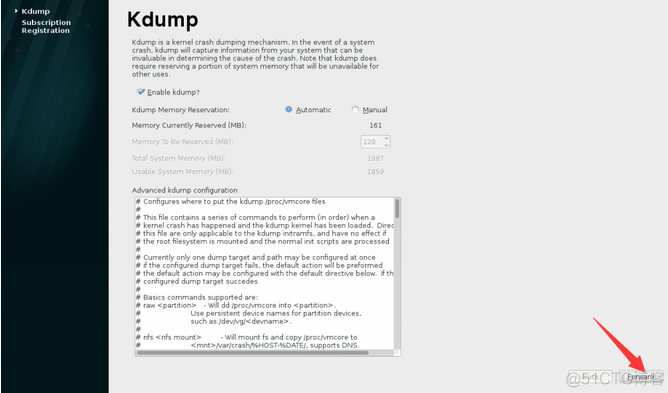 Kdump
Subscription
Registration
Kdump
Kdump is a kernel crash dumping mechanism. In the event of a system
crash, kdump will capture information from your system that can be
invaluable in determining the cause of the crash. Note that kdump does
require reserving a portion of system memory that will be unavailable for
other uses.
Enable kdump?
Kdump Memory Reservation: Automatic Manual
Memory Currently Reserved (MB): 161
Memory To Be Reserved (MB): 128
Total System Memory (MB): 1987
Usable System Memory (MB): 1859
Advanced kdump configuration
# Configures where to put the kdump /proc/vmcore files
#
# This file contains a series of commands to perform (in order) when a
# kernel crash has happened and the kdump kernel has been loaded. Direc
# this file are only applicable to the kdump initramfs, and have no effect if
# the root filesystem is mounted and the normal init scripts are processed
#
# Currently only one dump target and path may be configured at once
# if the configured dump target fails, the default action will be preformed
# the default action may be configured with the default directive below. If th
# configured dump target succedes
#
# Basics commands supported are:
# raw <partition> - Will dd /proc/vmcore into <partition>.
# Use persistent device names for partition devices,
# such as /dev/vg/<devname>.
#
# nfs <nfs mount> - Will mount fs and copy /proc/vmcore to
# <mnt>/var/crash/%HOST-%DATE/, supports DNS.
Back Forward
@51CTO博客